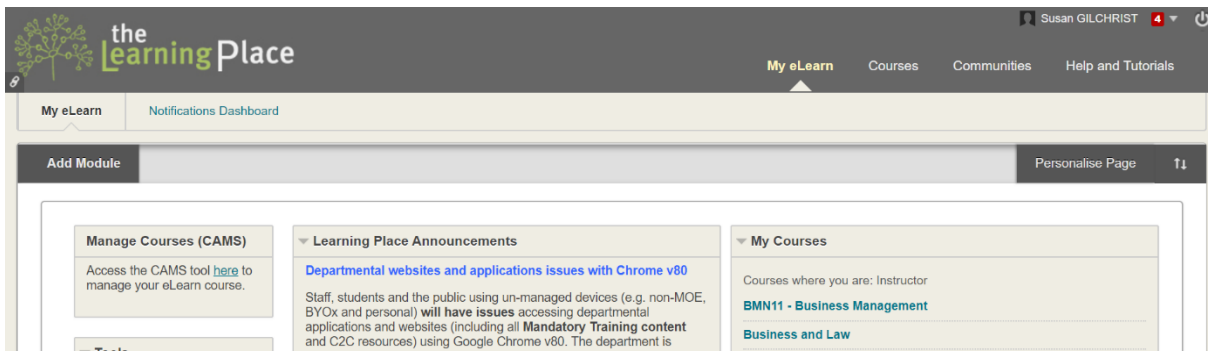 Susan GILCHRIST 4
the
Learning Place
My eLearn Courses Communities Help and Tutorials
My eLearn Notifications Dashboard
Add Module Personalise Page
Manage Courses (CAMS)
Access the CAMS tool here to
manage your eLearn course.
Learning Place Announcements
Departmental websites and applications issues with Chrome v80
Staff, students and the public using un-managed devices (e.g. non-MOE,
BYOx and personal) will have issues accessing departmental
applications and websites (including all Mandatory Training content
and C2C resources) using Google Chrome v80. The department is
My Courses
Courses where you are: Instructor
BMN11 - Business Management
Business and Law